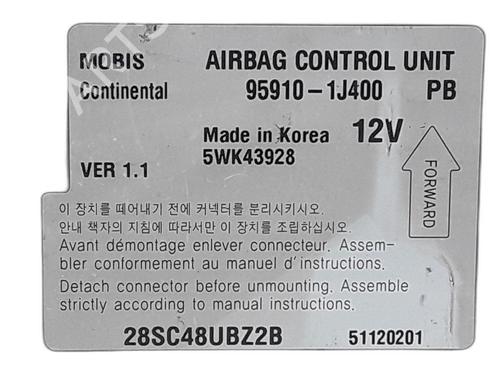 MOBIS AIRBAG CONTROL UNIT
Continental 95910-1J400 PB
Made in Korea 12V
5WK43928
VER 1.1
FORWARD
이 장치를 떼어내기 전에 커넥터를 분리시키시오.
안내 책자의 지침에 따라서만 이 장치를 조립하십시오.
Avant démontage enlever connecteur. Assem-
bler conformement au manuel d'instructions.
Detach connector before unmounting. Assemble
strictly according to manual instructions.
28SC48UBZ2B 51120201